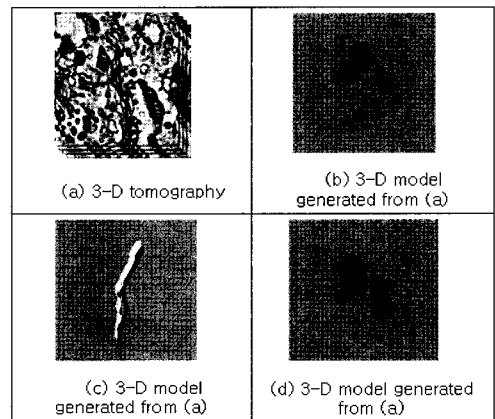 (a) 3-D tomography
(b) 3-D model
generated from (a)
(c) 3-D model
generated from (a)
(d) 3-D model generated
from (a)